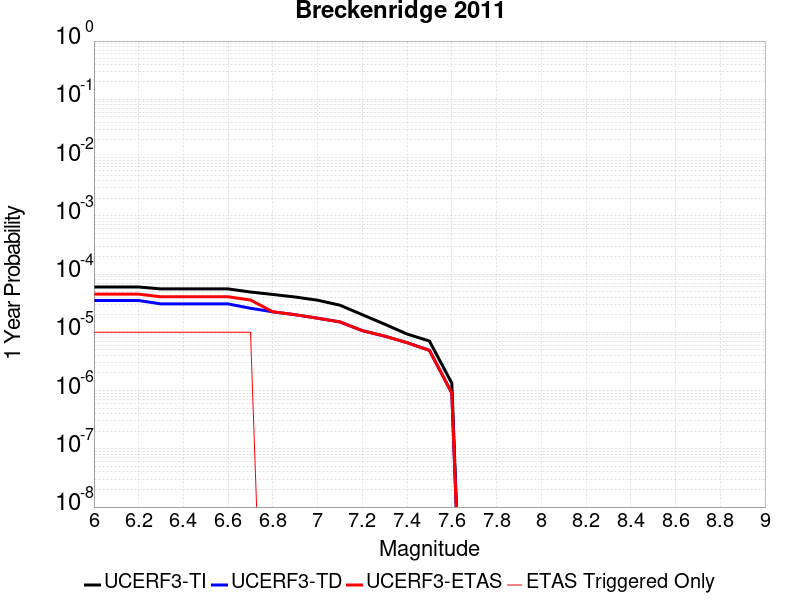 Breckenridge 2011
1 Year Probability
10^0
10^-1
10^-2
10^-3
10^-4
10^-5
10^-6
10^-7
10^-8
6 6.2 6.4 6.6 6.8 7 7.2 7.4 7.6 7.8 8 8.2 8.4 8.6 8.8 9
Magnitude
UCERF3-TI UCERF3-TD UCERF3-ETAS ETAS Triggered Only